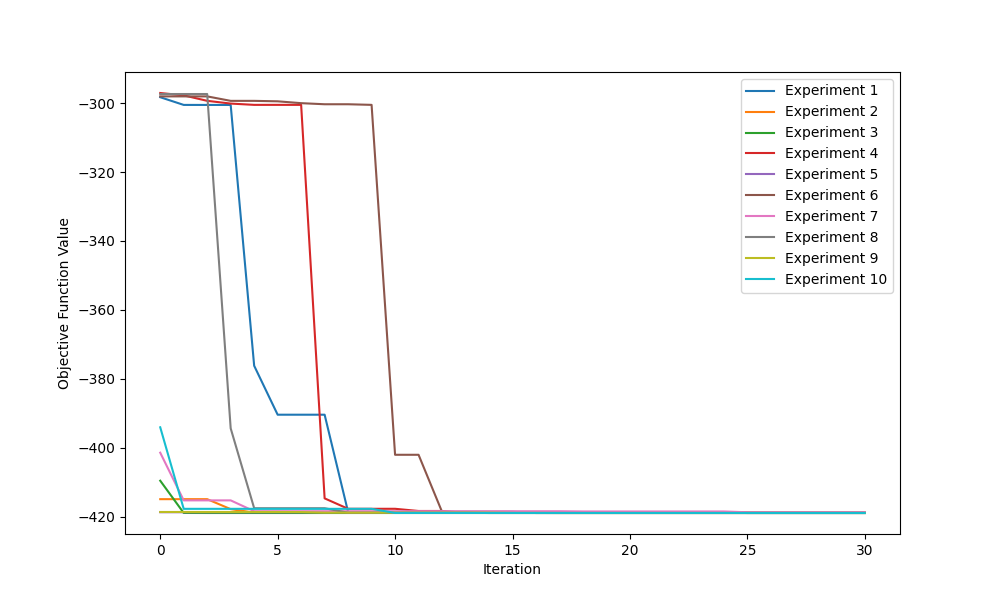 −300
−320
−340
−360
−380
−400
−420
Objective Function Value
0
5
10
15
20
25
30
Iteration
Experiment 1
Experiment 2
Experiment 3
Experiment 4
Experiment 5
Experiment 6
Experiment 7
Experiment 8
Experiment 9
Experiment 10